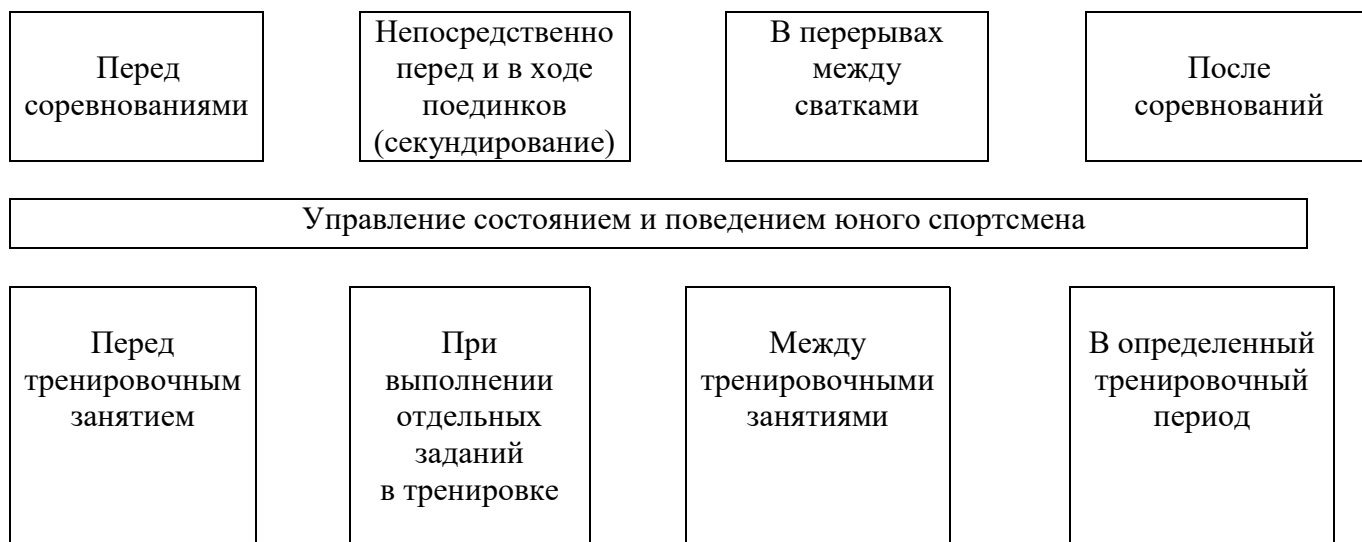 Перед
соревнованиями
Непосредственно
перед и в ходе
поединков
(секундирование)
В перерывах
между
сватками
После
соревнований
Управление состоянием и поведением юного спортсмена
Перед
тренировочным
занятием
При
выполнении
отдельных
заданий
в тренировке
Между
тренировочными
занятиями
В определенный
тренировочный
период